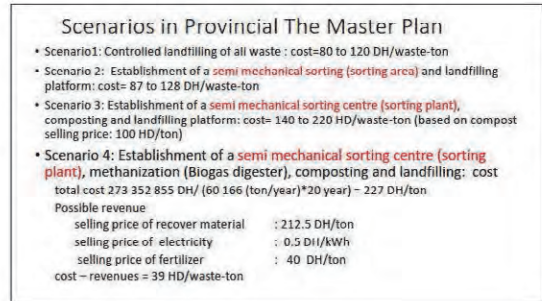 Scenarios in Provincial The Master Plan
• Scenario1: Controlled landfilling of all waste : cost=80 to 120 DH/waste-ton
• Scenario 2: Establishment of a semi mechanical sorting (sorting area) and landfilling
platform: cost= 87 to 128 DH/waste-ton
• Scenario 3: Establishment of a semi mechanical sorting centre (sorting plant),
composting and landfilling platform: cost= 140 to 220 HD/waste-ton (based on compost
selling price: 100 HD/ton)
• Scenario 4: Establishment of a semi mechanical sorting centre (sorting
plant), methanization (Biogas digester), composting and landfilling: cost
total cost 273 352 855 DH/ (60 166 (ton/year)*20 year) = 227 DH/ton
Possible revenue
selling price of recover material : 212.5 DH/ton
selling price of electricity : 0.5 DH/kWh
selling price of fertilizer : 40 DH/ton
cost – revenues = 39 HD/waste-ton